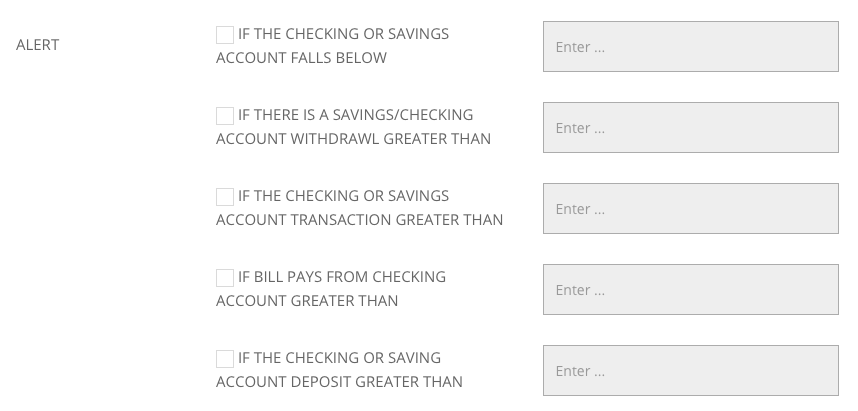 ALERT
IF THE CHECKING OR SAVINGS
ACCOUNT FALLS BELOW
Enter ...
IF THERE IS A SAVINGS/CHECKING
ACCOUNT WITHDRAWL GREATER THAN
Enter ...
IF THE CHECKING OR SAVINGS
ACCOUNT TRANSACTION GREATER THAN
Enter ...
IF BILL PAYS FROM CHECKING
ACCOUNT GREATER THAN
Enter ...
IF THE CHECKING OR SAVING
ACCOUNT DEPOSIT GREATER THAN
Enter ...